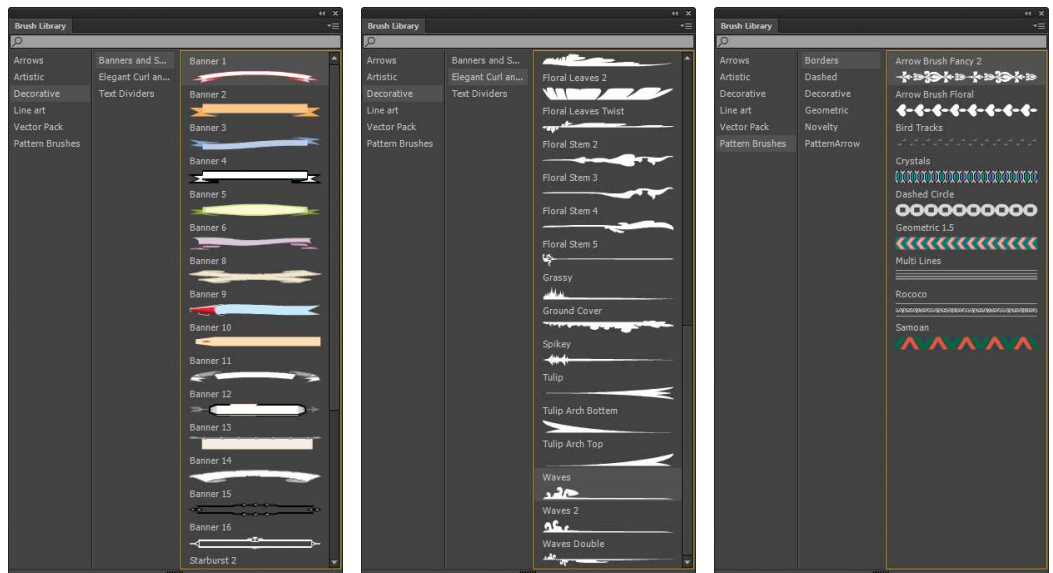 Brush Library
Arrows
Artistic
Decorative
Line art
Vector Pack
Pattern Brushes
Banners and S...
Elegant Curl an...
Text Dividers
Banner 1
Banner 2
Banner 3
Banner 4
Banner 5
Banner 6
Banner 8
Banner 9
Banner 10
Banner 11
Banner 12
Banner 13
Banner 14
Banner 15
Banner 16
Starburst 2
Brush Library
Arrows
Artistic
Decorative
Line art
Vector Pack
Pattern Brushes
Banners and S...
Elegant Curl an...
Text Dividers
Floral Leaves 2
Floral Leaves Twist
Floral Stem 2
Floral Stem 3
Floral Stem 4
Floral Stem 5
Grassy
Ground Cover
Spikey
Tulip
Tulip Arch Bottem
Tulip Arch Top
Waves
Waves 2
Waves Double
Brush Library
Arrows
Artistic
Decorative
Line art
Vector Pack
Pattern Brushes
Borders
Dashed
Decorative
Geometric
Novelty
PatternArrow
Arrow Brush Fancy 2
Arrow Brush Floral
Bird Tracks
Crystals
Dashed Circle
Geometric 1.5
Multi Lines
Rococo
Samoan